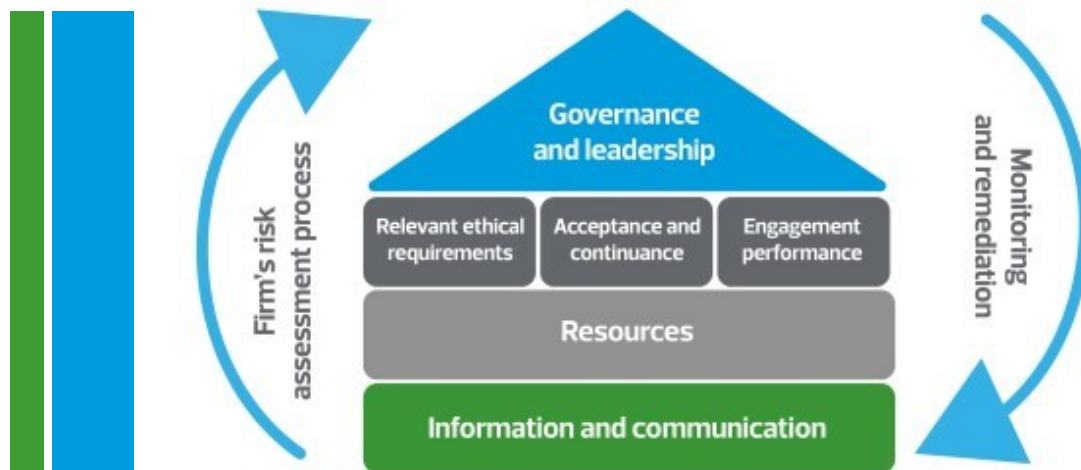 Governance
and leadership
Relevant ethical
requirements
Acceptance and
continuance
Engagement
performance
Resources
Information and communication
Firm's risk
assessment process
Monitoring
and remediation